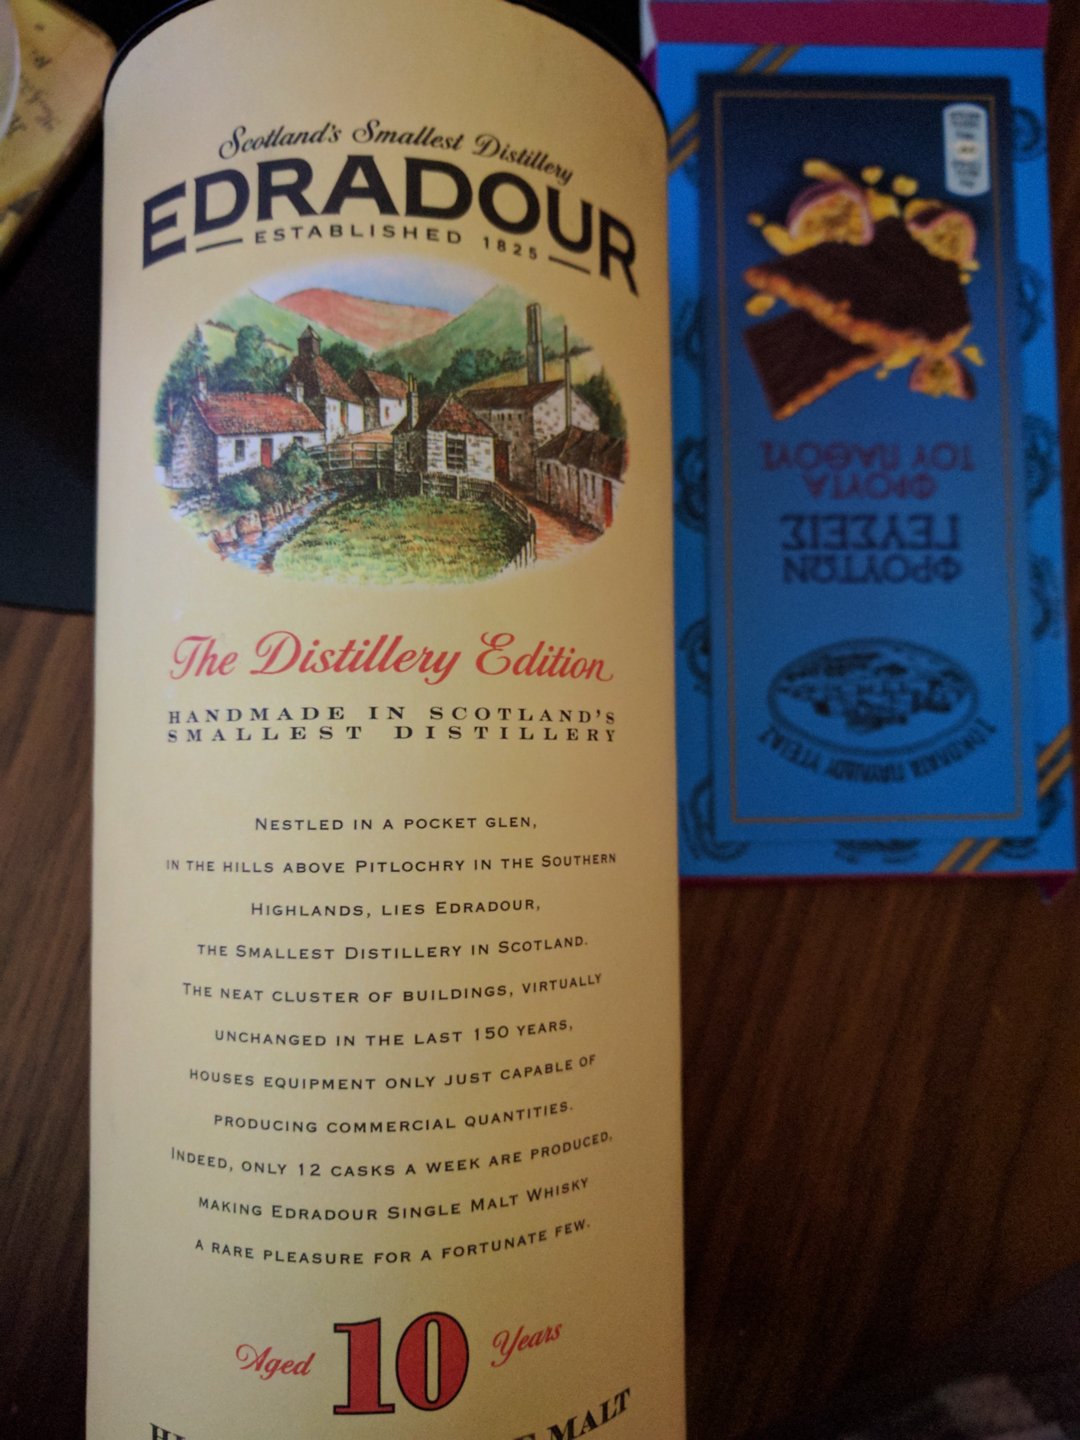 Scotland's Smallest Distillery
EDRADOUR
ESTABLISHED 1825
The Distillery Edition
HANDMADE IN SCOTLAND'S
SMALLEST DISTILLERY
NESTLED IN A POCKET GLEN,
IN THE HILLS ABOVE PITLOCHRY IN THE SOUTHERN
HIGHLANDS, LIES EDRADOUR,
THE SMALLEST DISTILLERY IN SCOTLAND.
THE NEAT CLUSTER OF BUILDINGS, VIRTUALLY
UNCHANGED IN THE LAST 150 YEARS,
HOUSES EQUIPMENT ONLY JUST CAPABLE OF
PRODUCING COMMERCIAL QUANTITIES.
INDEED, ONLY 12 CASKS A WEEK ARE PRODUCED,
MAKING EDRADOUR SINGLE MALT WHISKY
A RARE PLEASURE FOR A FORTUNATE FEW.
Aged 10 Years
MALT
ΣΟΚΟΛΑΤΑ ΠΑΥΛΙΔΟΥ ΥΓΕΙΑΣ
ΦΡΟΥΤΩΝ
ΓΕΥΣΕΙΣ
ΦΡΟΥΤΑ
ΤΟΥ ΠΑΘΟΥΣ